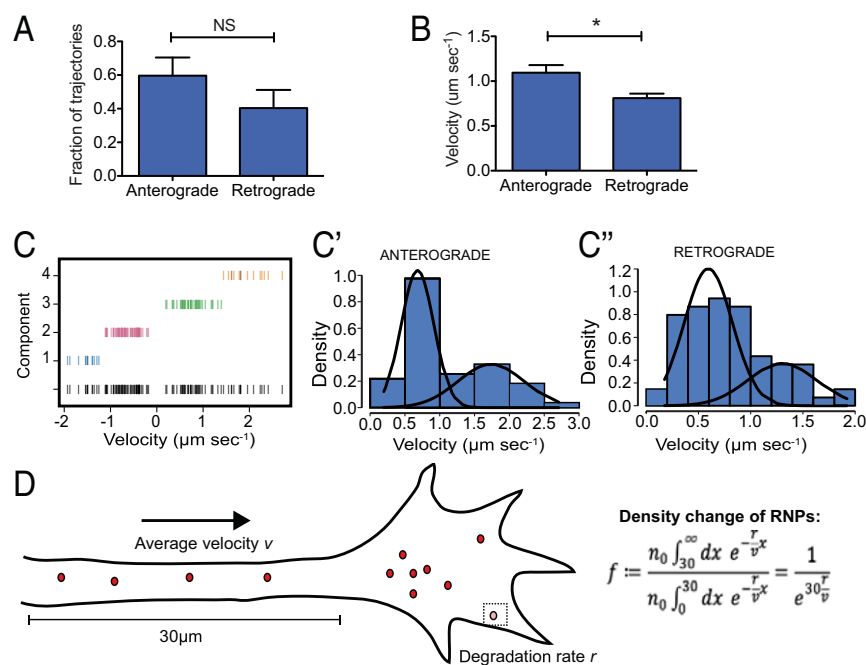 A
NS
Fraction of trajectories
0.8
0.6
0.4
0.2
0.0
Anterograde Retrograde
B
*
Velocity (um sec⁻¹)
1.5
1.0
0.5
0.0
Anterograde Retrograde
C
Component
4
3
2
1
-2 -1 0 1 2
Velocity (µm sec⁻¹)
C'
ANTEROGRADE
Density
1.0
0.8
0.6
0.4
0.2
0.0
0.0 0.5 1.0 1.5 2.0 2.5 3.0
Velocity (µm sec⁻¹)
C"
RETROGRADE
Density
1.2
1.0
0.8
0.6
0.4
0.2
0.0
0.0 0.5 1.0 1.5 2.0
Velocity (µm sec⁻¹)
D
Average velocity v
30µm
Degradation rate r
Density change of RNPs:
f := n₀ ∫₃₀^∞ dx e^(-r/v x) / n₀ ∫₀^30 dx e^(-r/v x) = 1 / e^(30 r/v)